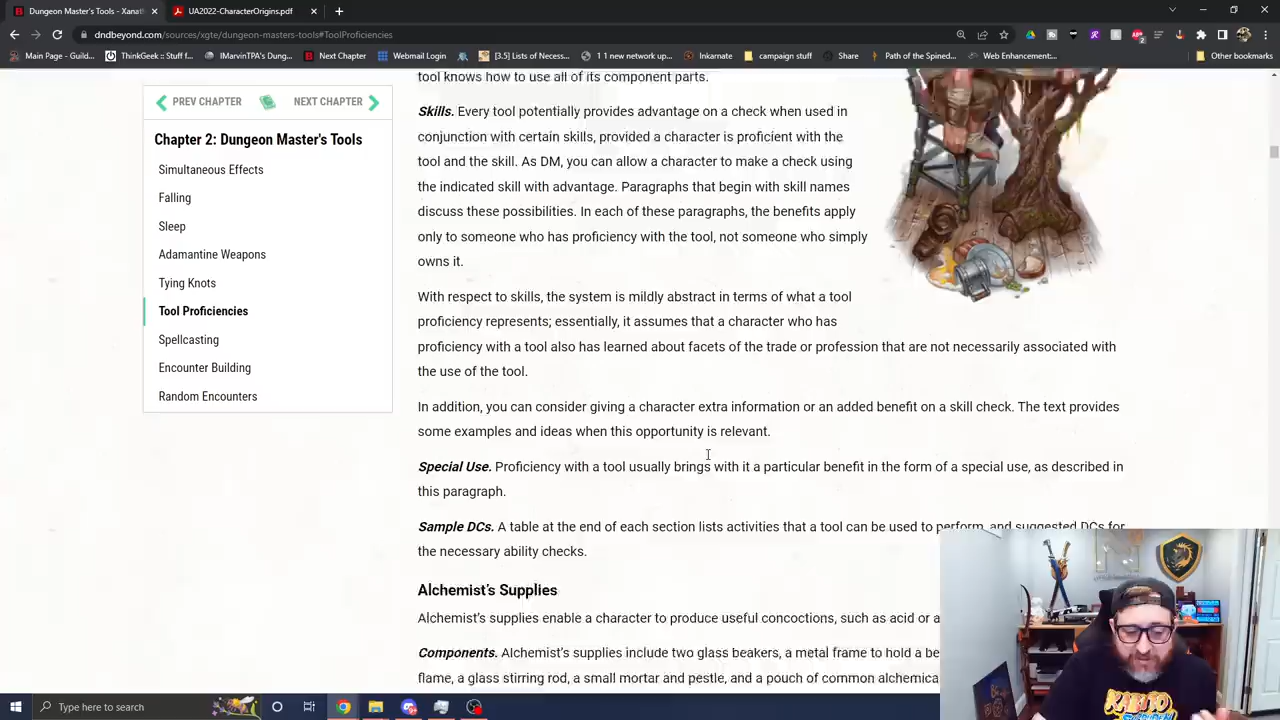 Dungeon Master's Tools - Xanath
UA2022-CharacterOrigins.pdf
dndbeyond.com/sources/xgte/dungeon-masters-tools#ToolProficiencies
Main Page - Guild...
ThinkGeek :: Stuff f...
IMarvinTPA's Dung...
Next Chapter
Webmail Login
[3.5] Lists of Necess...
1 1 new network up...
Inkarnate
campaign stuff
Share
Path of the Spined...
Web Enhancement:...
Other bookmarks
PREV CHAPTER
NEXT CHAPTER
Chapter 2: Dungeon Master's Tools
Simultaneous Effects
Falling
Sleep
Adamantine Weapons
Tying Knots
Tool Proficiencies
Spellcasting
Encounter Building
Random Encounters
tool knows how to use all of its component parts.
Skills. Every tool potentially provides advantage on a check when used in
conjunction with certain skills, provided a character is proficient with the
tool and the skill. As DM, you can allow a character to make a check using
the indicated skill with advantage. Paragraphs that begin with skill names
discuss these possibilities. In each of these paragraphs, the benefits apply
only to someone who has proficiency with the tool, not someone who simply
owns it.
With respect to skills, the system is mildly abstract in terms of what a tool
proficiency represents; essentially, it assumes that a character who has
proficiency with a tool also has learned about facets of the trade or profession that are not necessarily associated with
the use of the tool.
In addition, you can consider giving a character extra information or an added benefit on a skill check. The text provides
some examples and ideas when this opportunity is relevant.
Special Use. Proficiency with a tool usually brings with it a particular benefit in the form of a special use, as described in
this paragraph.
Sample DCs. A table at the end of each section lists activities that a tool can be used to perform, and suggested DCs for
the necessary ability checks.
Alchemist's Supplies
Alchemist's supplies enable a character to produce useful concoctions, such as acid or a
Components. Alchemist's supplies include two glass beakers, a metal frame to hold a be
flame, a glass stirring rod, a small mortar and pestle, and a pouch of common alchemica
KABUTO
Type here to search